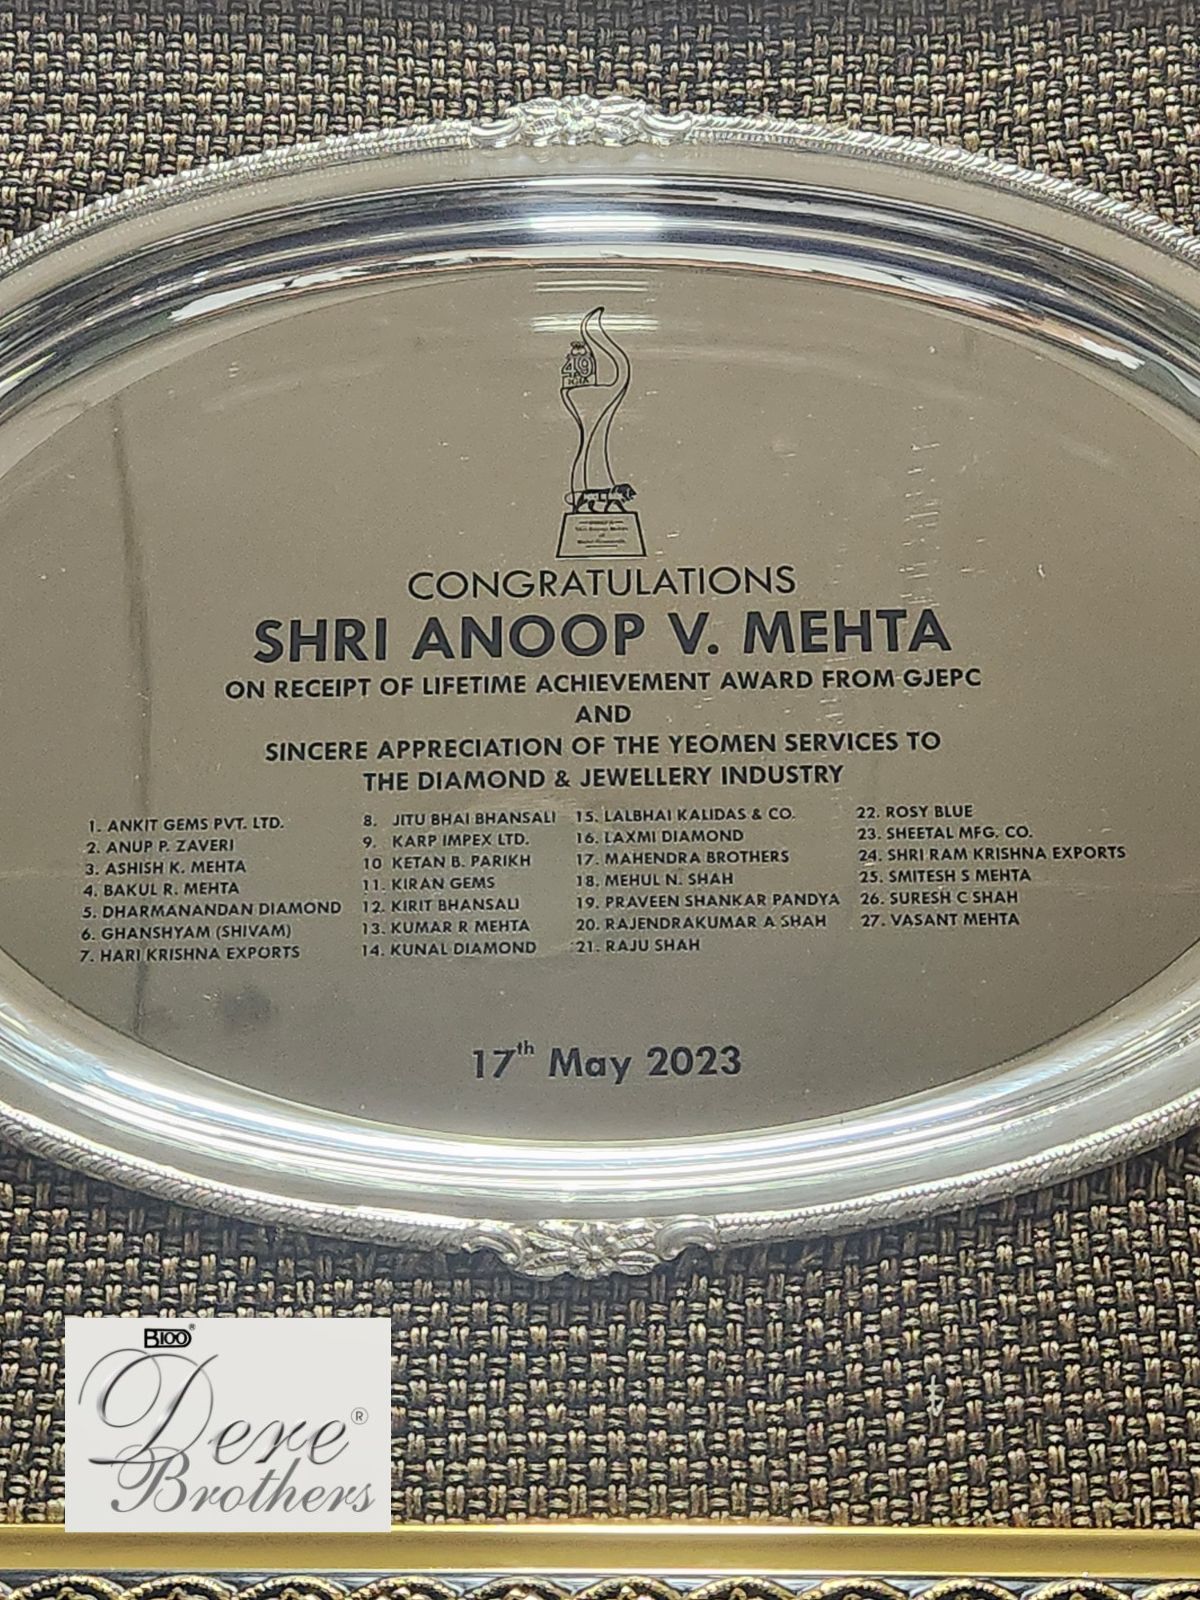 49
CONGRATULATIONS
SHRI ANOOP V. MEHTA
ON RECEIPT OF LIFETIME ACHIEVEMENT AWARD FROM GJEPC
AND
SINCERE APPRECIATION OF THE YEOMEN SERVICES TO
THE DIAMOND & JEWELLERY INDUSTRY
1. ANKIT GEMS PVT. LTD.
2. ANUP P. ZAVERI
3. ASHISH K. MEHTA
4. BAKUL R. MEHTA
5. DHARMANANDAN DIAMOND
6. GHANSHYAM (SHIVAM)
7. HARI KRISHNA EXPORTS
8. JITU BHAI BHANSALI
9. KARP IMPEX LTD.
10 KETAN B. PARIKH
11. KIRAN GEMS
12. KIRIT BHANSALI
13. KUMAR R MEHTA
14. KUNAL DIAMOND
15. LALBHAI KALIDAS & CO.
16. LAXMI DIAMOND
17. MAHENDRA BROTHERS
18. MEHUL N. SHAH
19. PRAVEEN SHANKAR PANDYA
20. RAJENDRAKUMAR A SHAH
21. RAJU SHAH
22. ROSY BLUE
23. SHEETAL MFG. CO.
24. SHRI RAM KRISHNA EXPORTS
25. SMITESH S MEHTA
26. SURESH C SHAH
27. VASANT MEHTA
17th May 2023
B100®
Dere®
Brothers